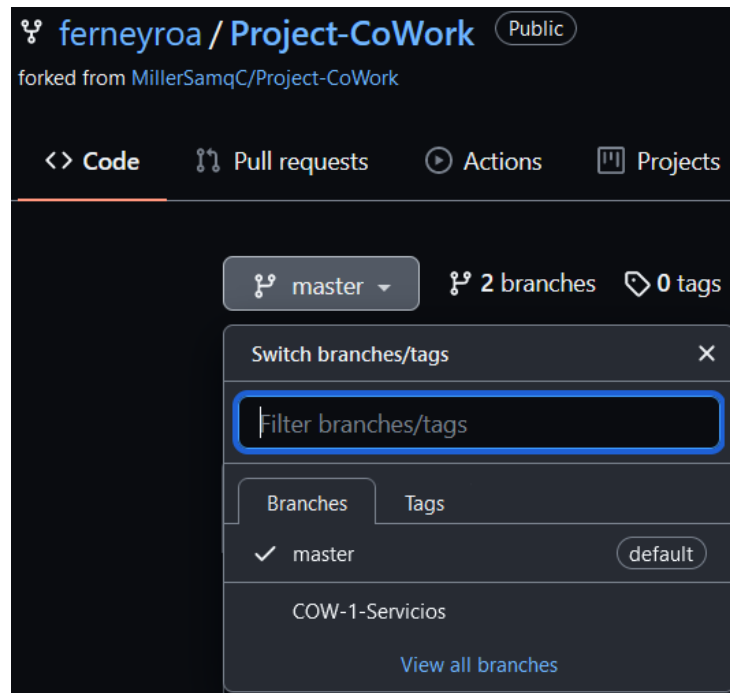 ferneyroa / Project-CoWork Public
forked from MillerSamqC/Project-CoWork
<> Code Pull requests Actions Projects
master 2 branches 0 tags
Switch branches/tags
Filter branches/tags
Branches Tags
master default
COW-1-Servicios
View all branches